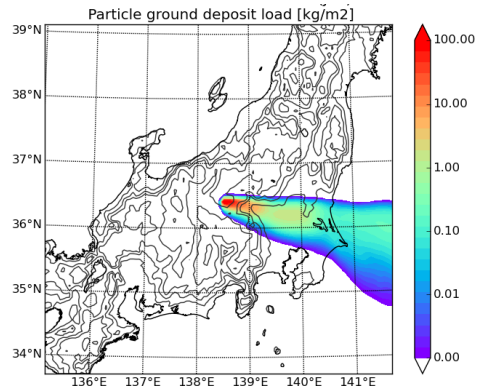 Particle ground deposit load [kg/m2]
39°N
38°N
37°N
36°N
35°N
34°N
136°E
137°E
138°E
139°E
140°E
141°E
100.00
10.00
1.00
0.10
0.01
0.00